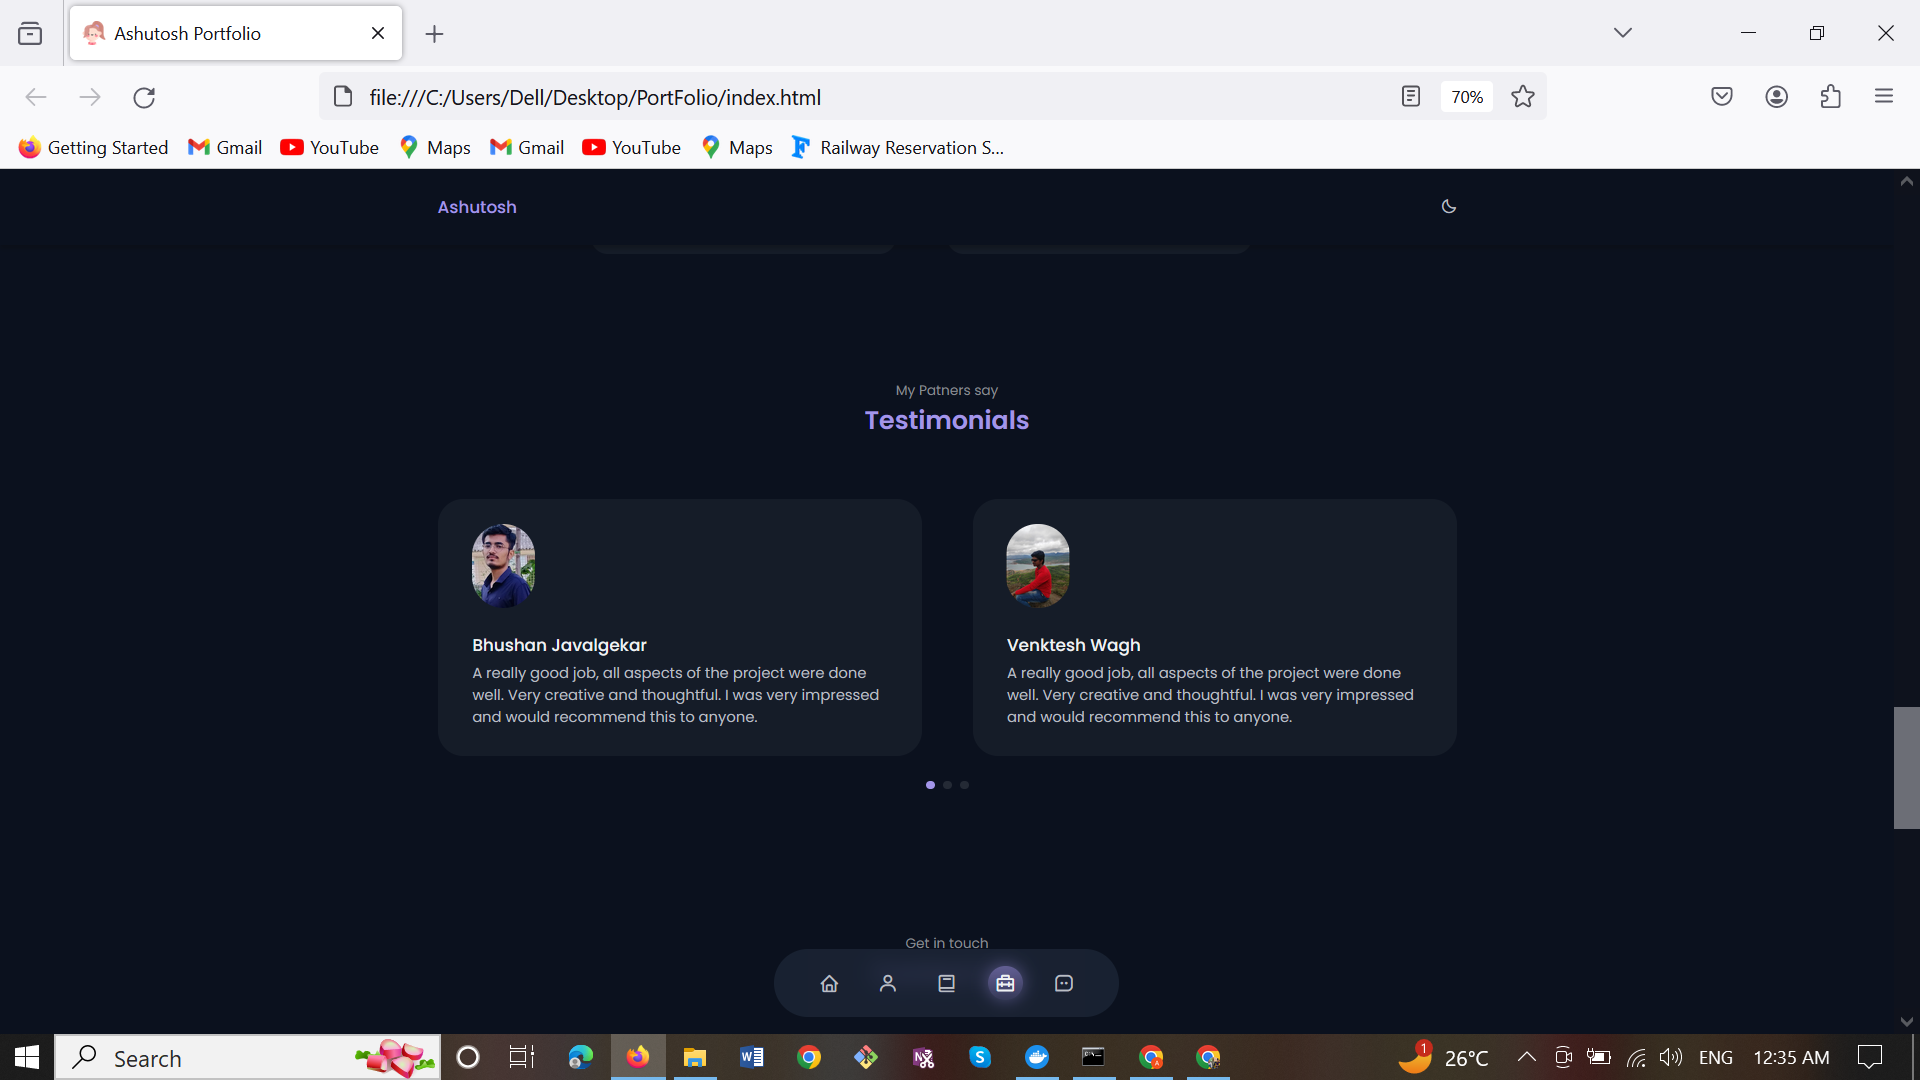 Ashutosh Portfolio
file:///C:/Users/Dell/Desktop/PortFolio/index.html
70%
Getting Started
Gmail
YouTube
Maps
Gmail
YouTube
Maps
Railway Reservation S...
Ashutosh
My Patners say
Testimonials
Bhushan Javalgekar
A really good job, all aspects of the project were done
well. Very creative and thoughtful. I was very impressed
and would recommend this to anyone.
Venktesh Wagh
A really good job, all aspects of the project were done
well. Very creative and thoughtful. I was very impressed
and would recommend this to anyone.
Get in touch
Search
1
26°C
ENG
12:35 AM